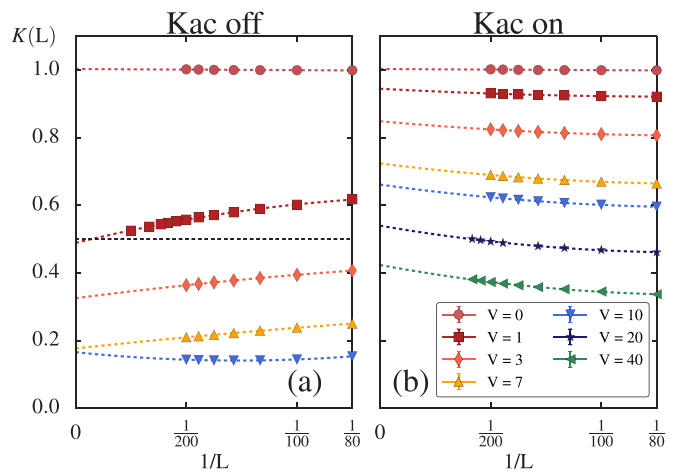 Kac off
Kac on
K(L)
1.0
0.8
0.6
0.4
0.2
0.0
(a)
(b)
V = 0
V = 1
V = 3
V = 7
V = 10
V = 20
V = 40
0
1/200
1/100
1/80
0
1/200
1/100
1/80
1/L
1/L